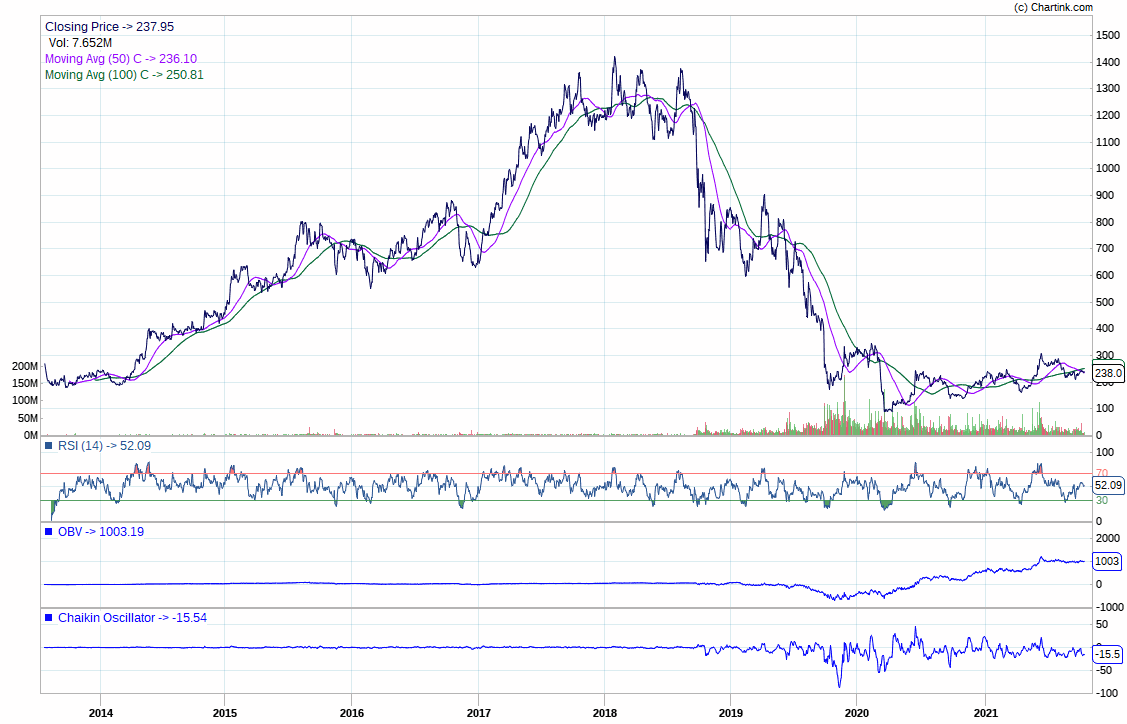 (c) Chartink.com
Closing Price -> 237.95
Vol: 7.652M
Moving Avg (50) C -> 236.10
Moving Avg (100) C -> 250.81
1500
1400
1300
1200
1100
1000
900
800
700
600
500
400
300
238.0
200
100
0
200M
150M
100M
50M
0M
RSI (14) -> 52.09
100
70
52.09
30
0
OBV -> 1003.19
2000
1003
0
-1000
Chaikin Oscillator -> -15.54
50
0
-15.5
-50
-100
2014 2015 2016 2017 2018 2019 2020 2021